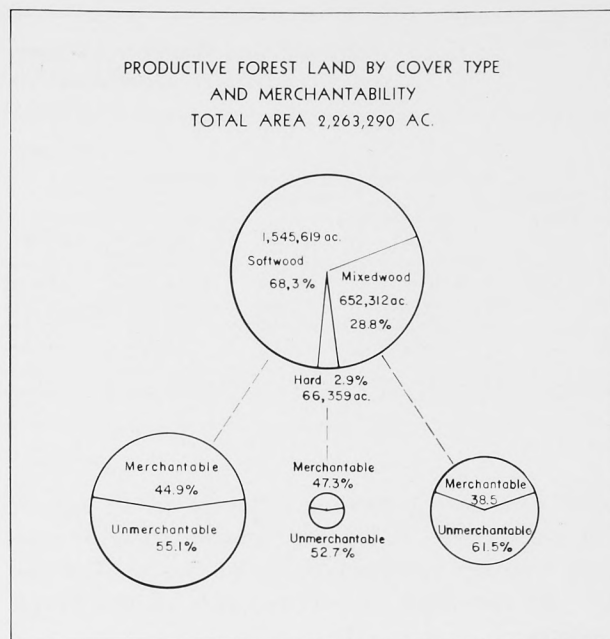 PRODUCTIVE FOREST LAND BY COVER TYPE
AND MERCHANTABILITY
TOTAL AREA 2,263,290 AC.
1,545,619 ac.
Softwood
68,3%
Mixedwood
652,312 ac.
28.8%
Hard 2.9%
66,359 ac.
Merchantable
44.9%
Unmerchantable
55.1%
Merchantable
47.3%
Unmerchantable
52.7%
Merchantable
38.5
Unmerchantable
61.5%